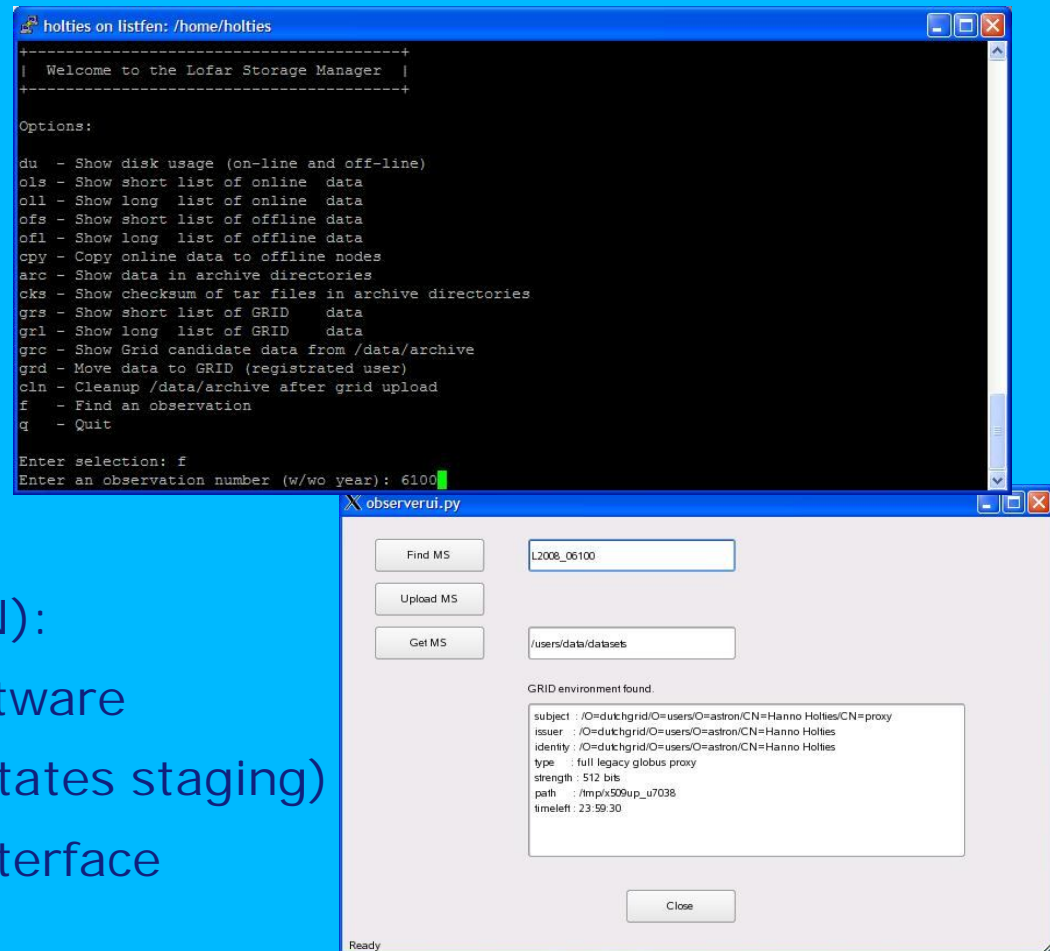 holties on listfen: /home/holties
+----------------------------------------+
| Welcome to the Lofar Storage Manager |
+----------------------------------------+
Options:
du - Show disk usage (on-line and off-line)
ols - Show short list of online data
oll - Show long list of online data
ofs - Show short list of offline data
ofl - Show long list of offline data
cpy - Copy online data to offline nodes
arc - Show data in archive directories
cks - Show checksum of tar files in archive directories
grs - Show short list of GRID data
grl - Show long list of GRID data
grc - Show Grid candidate data from /data/archive
grd - Move data to GRID (registrated user)
cln - Cleanup /data/archive after grid upload
f - Find an observation
q - Quit
Enter selection: f
Enter an observation number (w/wo year): 6100
observerui.py
Find MS
L2008_06100
Upload MS
Get MS
/users/data/datasets
GRID environment found.
subject : /O=dutchgrid/O=users/O=astron/CN=Hanno Holties/CN=proxy
issuer : /O=dutchgrid/O=users/O=astron/CN=Hanno Holties
identity : /O=dutchgrid/O=users/O=astron/CN=Hanno Holties
type : full legacy globus proxy
strength : 512 bits
path : /tmp/x509up_u7038
timeleft : 23:59:30
Close
Ready
):
tware
tates staging)
terface